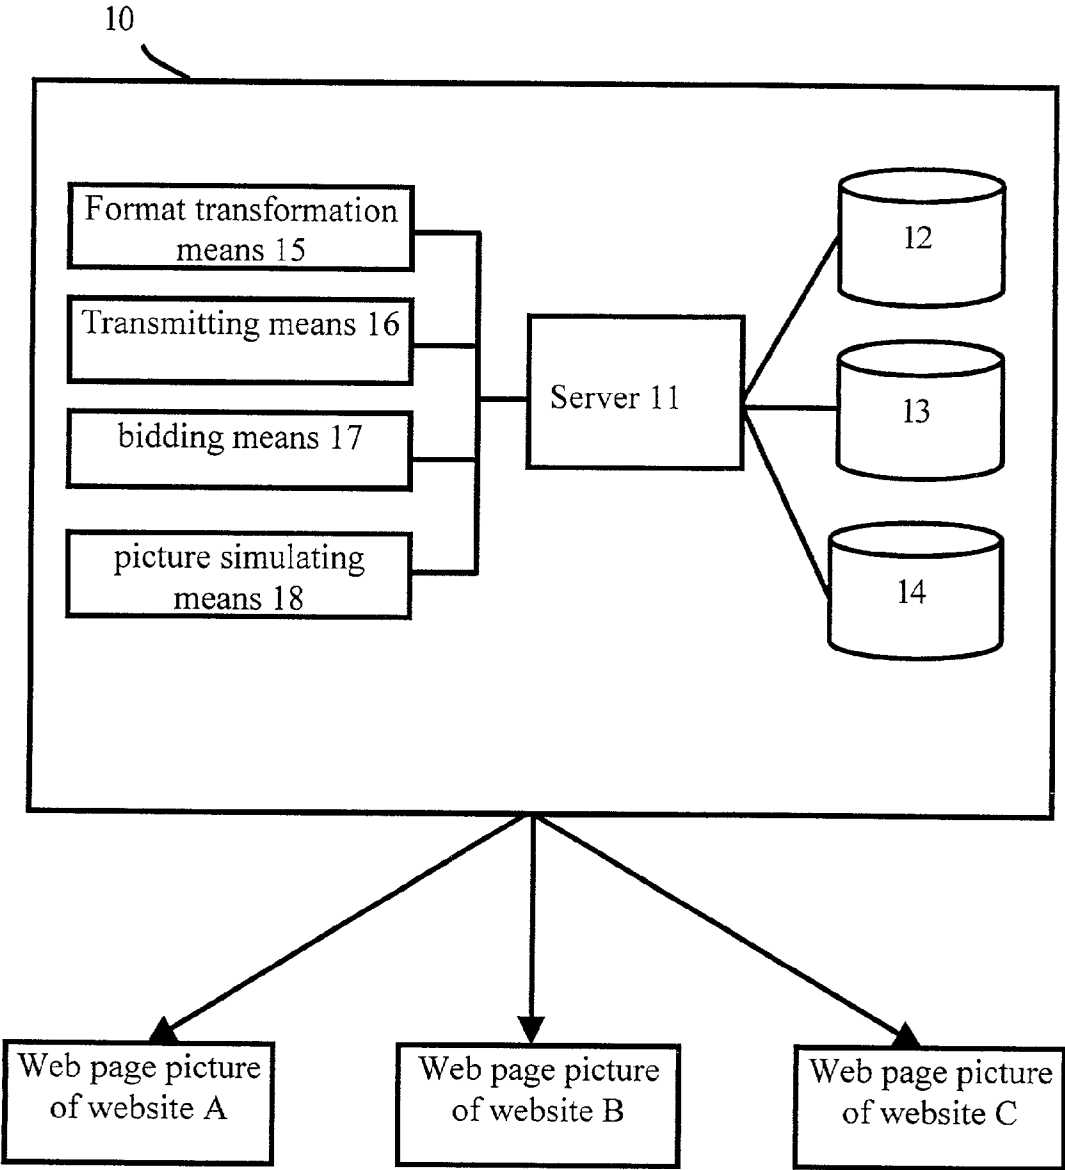 10
Format transformation
means 15
Transmitting means 16
bidding means 17
picture simulating
means 18
Server 11
12
13
14
Web page picture
of website A
Web page picture
of website B
Web page picture
of website C